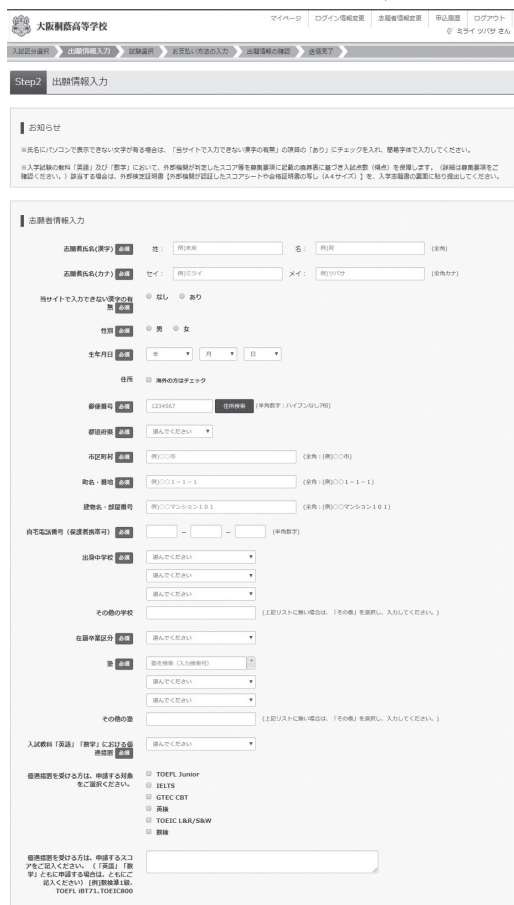 大阪桐蔭高等学校
マイページ ログイン情報変更 志願者情報変更 申込履歴 ログアウト
ミライ ツバサ さん
入試区分選択 出願情報入力 試験選択 お支払い方法の入力 出願情報の確認 送信完了
Step2 出願情報入力
お知らせ
※氏名にパソコンで表示できない文字が有る場合は、「当サイトで入力できない漢字の有無」の項目の「あり」にチェックを入れ、簡易字体で入力してください。
※入学試験の教科「英語」及び「数学」において、外部機関が判定したスコア等を募集要項に記載の換算表に基づき入試点数（得点）を保障します。（詳細は募集要項をご
確認ください。）該当する場合は、外部検定証明書【外部機関が認証したスコアシートや合格証明書の写し（A４サイズ）】を、入学志願書の裏面に貼り提出してください。
志願者情報入力
志願者氏名(漢字) 必須 姓： 例)未来 名： 例)翼 (全角)
志願者氏名(カナ) 必須 セイ： 例)ミライ メイ： 例)ツバサ (全角カナ)
当サイトで入力できない漢字の有
無 必須 なし あり
性別 必須 男 女
生年月日 必須 年 月 日
住所 海外の方はチェック
郵便番号 必須 1234567 住所検索 (半角数字：ハイフンなし7桁)
都道府県 必須 選んでください
市区町村 必須 例)○○市 (全角：(例)○○市)
町名・番地 必須 例)○○１－１－１ (全角：(例)○○１－１－１)
建物名・部屋番号 例)○○マンション１０１ (全角：(例)○○マンション１０１)
自宅電話番号（保護者携帯可） 必須 － － (半角数字)
出身中学校 必須 選んでください
選んでください
選んでください
その他の学校 (上記リストに無い場合は、「その他」を選択し、入力してください。)
在籍卒業区分 必須 選んでください
塾 必須 塾を検索（入力検索可）
選んでください
選んでください
その他の塾 (上記リストに無い場合は、「その他」を選択し、入力してください。)
入試教科「英語」「数学」における優
遇措置 必須 選んでください
優遇措置を受ける方は、申請する対象
をご選択ください。
TOEFL Junior
IELTS
GTEC CBT
英検
TOEIC L&R/S&W
数検
優遇措置を受ける方は、申請するスコ
アをご記入ください。（「英語」「数
学」ともに申請する場合は、ともにご
記入ください）[例]数検準1級、
TOEFL iBT71、TOEIC800